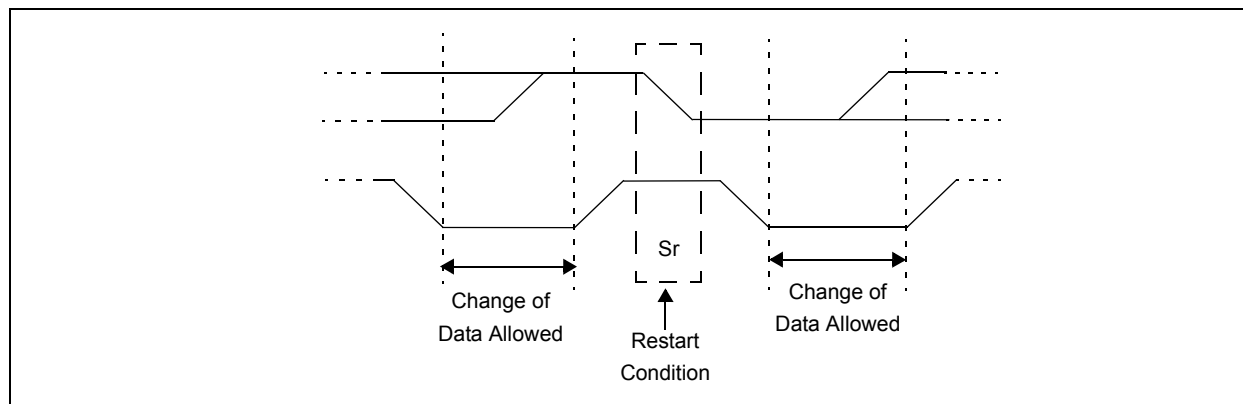 Sr
Change of
Data Allowed
Restart
Condition
Change of
Data Allowed